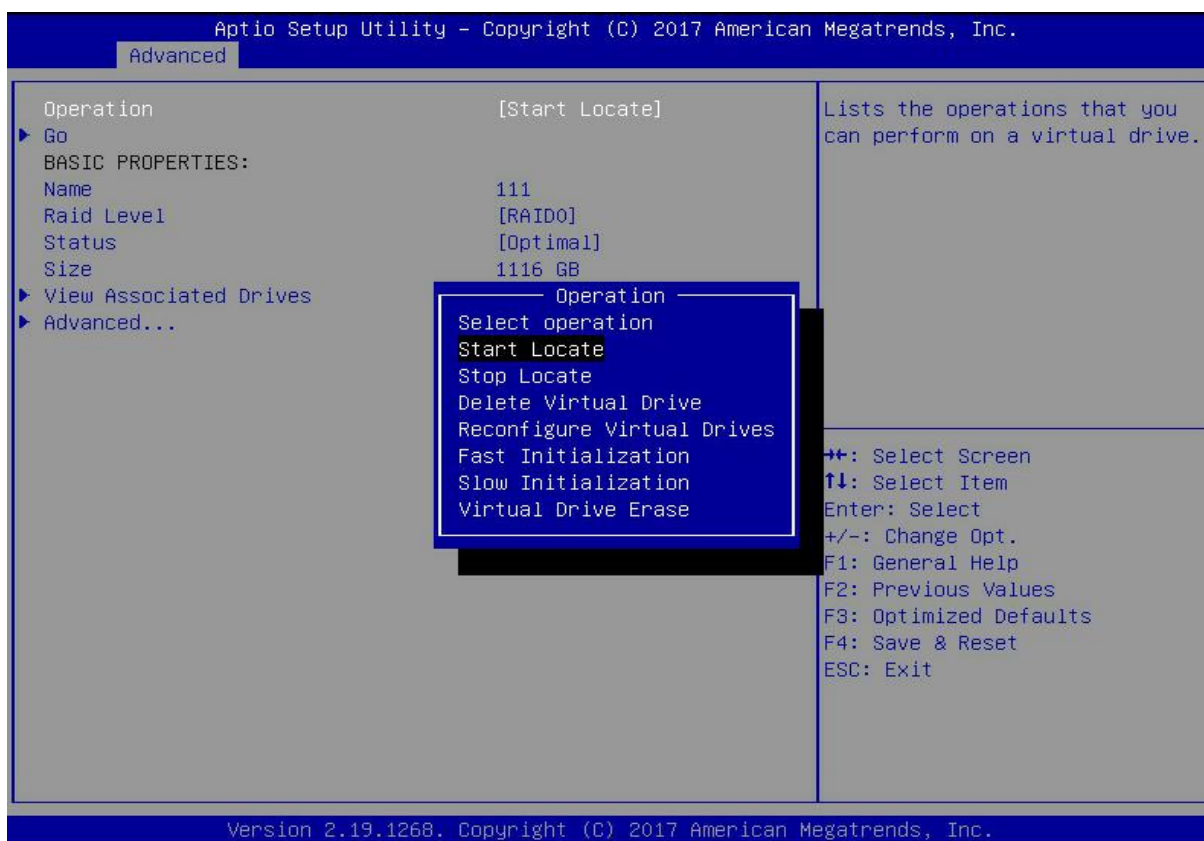 Aptio Setup Utility – Copyright (C) 2017 American Megatrends, Inc.
Advanced
Operation [Start Locate]
▶ Go
BASIC PROPERTIES:
Name 111
Raid Level [RAID0]
Status [Optimal]
Size 1116 GB
▶ View Associated Drives
▶ Advanced...
Operation
Select operation
Start Locate
Stop Locate
Delete Virtual Drive
Reconfigure Virtual Drives
Fast Initialization
Slow Initialization
Virtual Drive Erase
Lists the operations that you
can perform on a virtual drive.
→←: Select Screen
↑↓: Select Item
Enter: Select
+/-: Change Opt.
F1: General Help
F2: Previous Values
F3: Optimized Defaults
F4: Save & Reset
ESC: Exit
Version 2.19.1268. Copyright (C) 2017 American Megatrends, Inc.